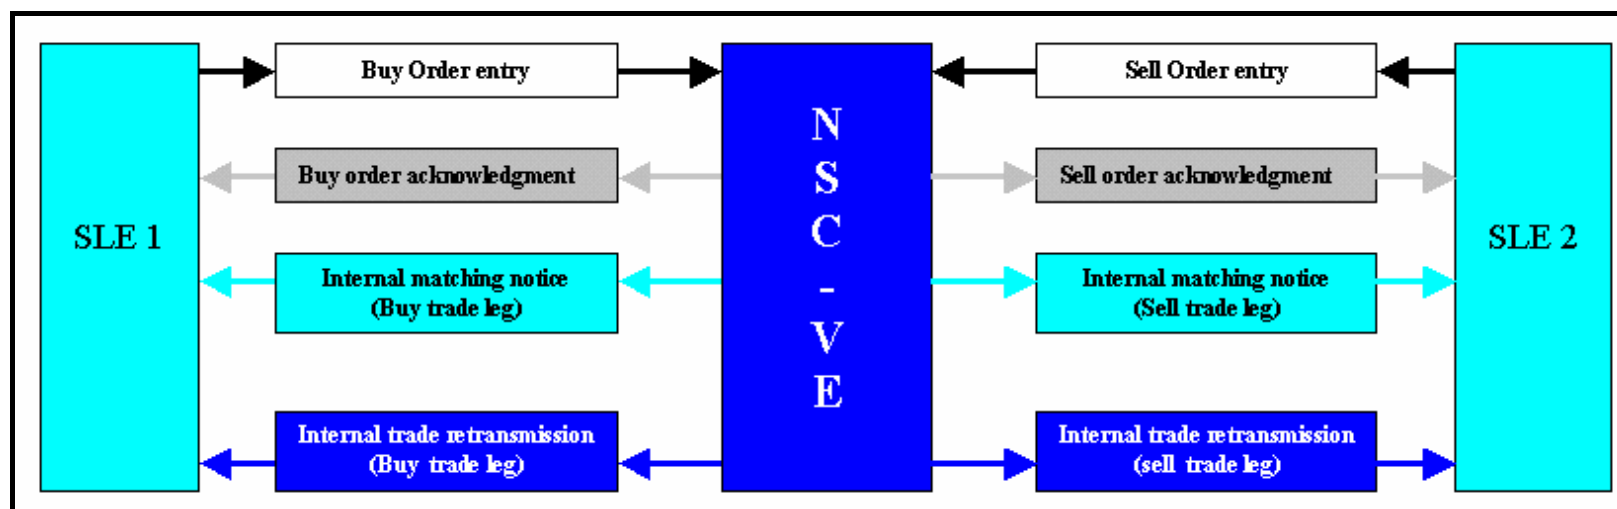 Buy Order entry
Sell Order entry
Buy order acknowledgment
Sell order acknowledgment
SLE 1
N
S
C
-
V
E
SLE 2
Internal matching notice
(Buy trade leg)
Internal matching notice
(Sell trade leg)
Internal trade retransmission
(Buy trade leg)
Internal trade retransmission
(sell trade leg)